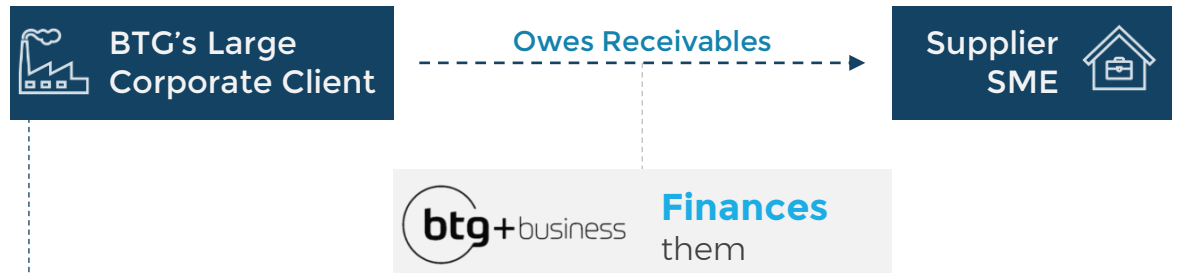 BTG's Large
Corporate Client
Owes Receivables
Supplier
SME
btg+business
Finances
them